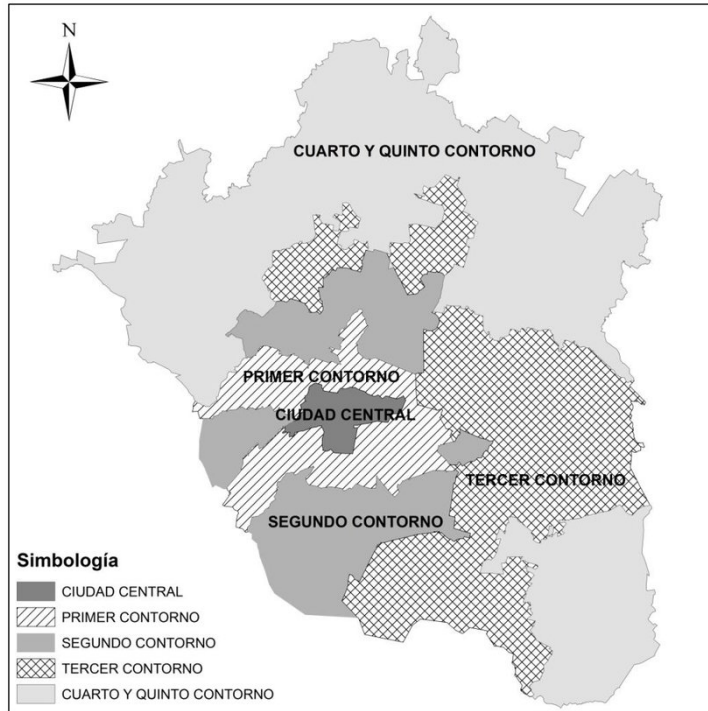 N
CUARTO Y QUINTO CONTORNO
PRIMER CONTORNO
CIUDAD CENTRAL
TERCER CONTORNO
SEGUNDO CONTORNO
Simbología
CIUDAD CENTRAL
PRIMER CONTORNO
SEGUNDO CONTORNO
TERCER CONTORNO
CUARTO Y QUINTO CONTORNO